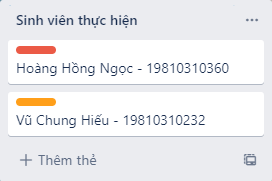 Sinh viên thực hiện
Hoàng Hồng Ngọc - 19810310360
Vũ Chung Hiếu - 19810310232
Thêm thẻ